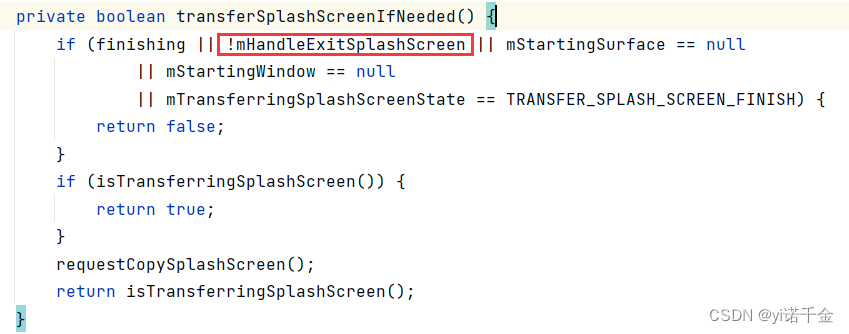 private boolean transferSplashScreenIfNeeded() {
if (finishing || !mHandleExitSplashScreen || mStartingSurface == null
|| mStartingWindow == null
|| mTransferringSplashScreenState == TRANSFER_SPLASH_SCREEN_FINISH) {
return false;
}
if (isTransferringSplashScreen()) {
return true;
}
requestCopySplashScreen();
return isTransferringSplashScreen();
}
CSDN @yi诺千金